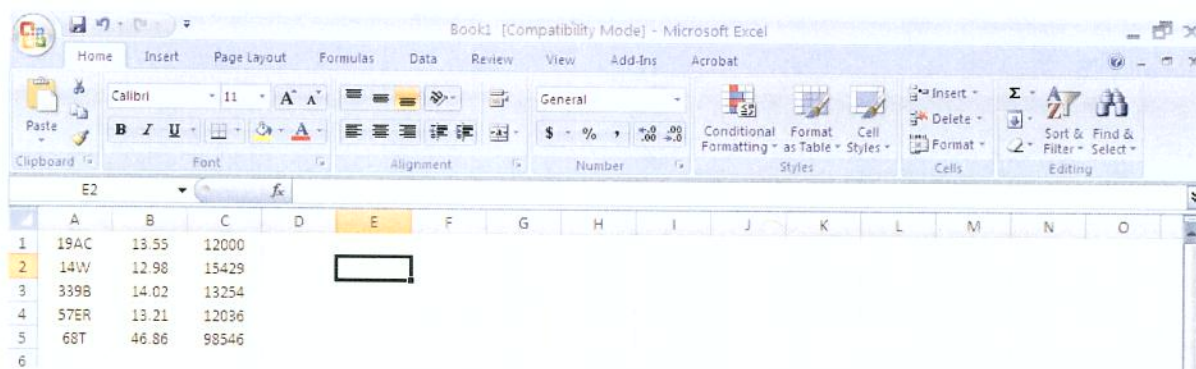 Book1 [Compatibility Mode] - Microsoft Excel
Home Insert Page Layout Formulas Data Review View Add-Ins Acrobat
Calibri 11 A A General Insert Σ
Paste B I U A $ % , .0 .00 Conditional Format Cell Delete Sort & Find &
Formatting as Table Styles Format Filter Select
Clipboard Font Alignment Number Styles Cells Editing
E2 fx
A B C D E F G H I J K L M N O
1 19AC 13.55 12000
2 14W 12.98 15429
3 339B 14.02 13254
4 57ER 13.21 12036
5 68T 46.86 98546
6